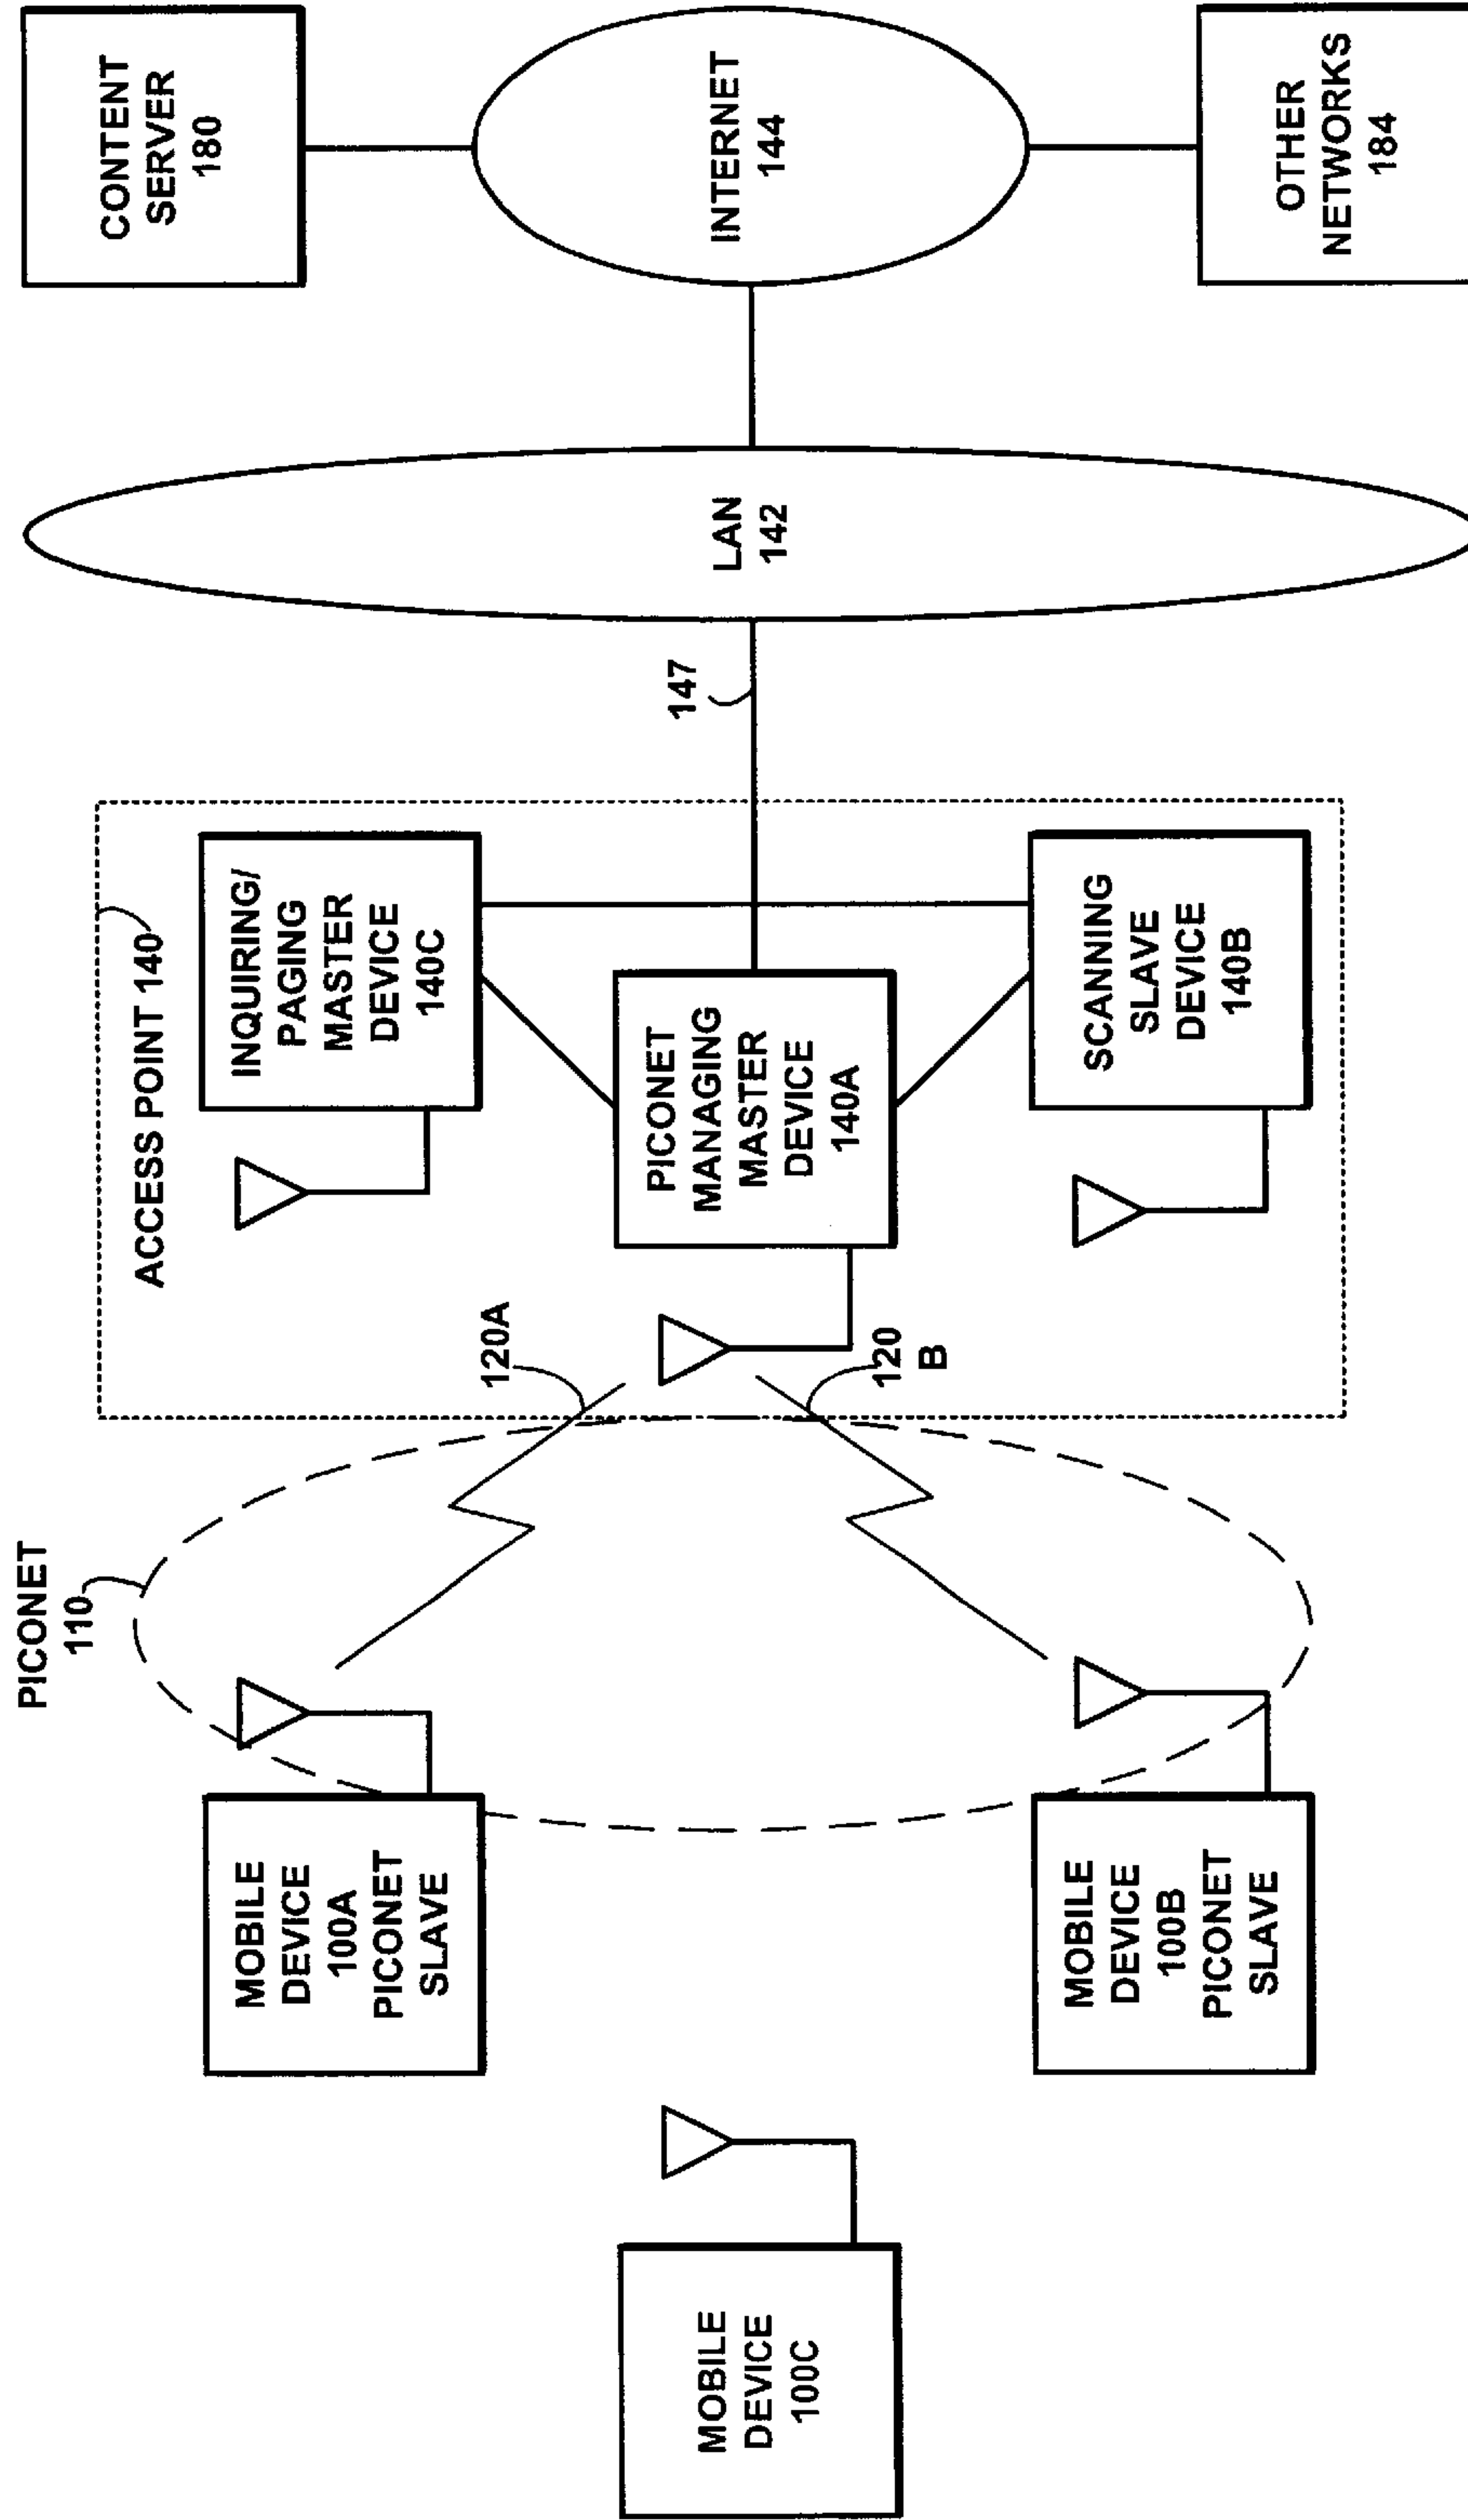 PICONET
110
MOBILE
DEVICE
100C
MOBILE
DEVICE
100A
PICONET
SLAVE
MOBILE
DEVICE
100B
PICONET
SLAVE
120A
120
B
ACCESS POINT 140
INQUIRING/
PAGING
MASTER
DEVICE
140C
PICONET
MANAGING
MASTER
DEVICE
140A
SCANNING
SLAVE
DEVICE
140B
147
LAN
142
CONTENT
SERVER
180
INTERNET
144
OTHER
NETWORKS
184